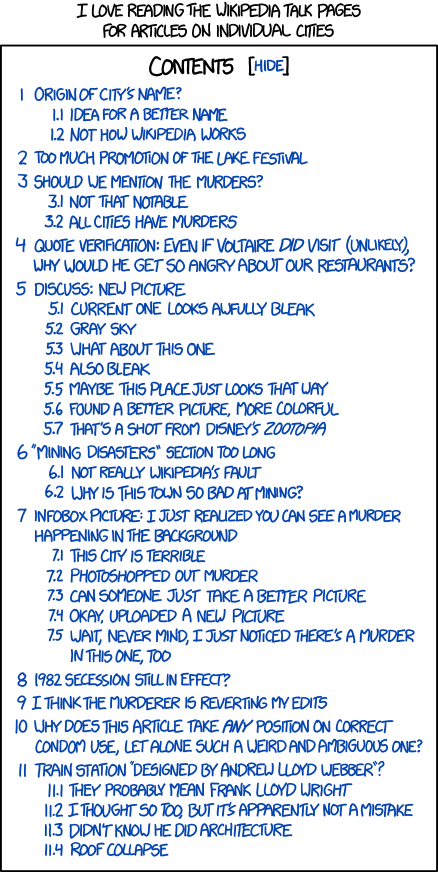 I LOVE READING THE WIKIPEDIA TALK PAGES
FOR ARTICLES ON INDIVIDUAL CITIES
CONTENTS [HIDE]
1 ORIGIN OF CITY'S NAME?
1.1 IDEA FOR A BETTER NAME
1.2 NOT HOW WIKIPEDIA WORKS
2 TOO MUCH PROMOTION OF THE LAKE FESTIVAL
3 SHOULD WE MENTION THE MURDERS?
3.1 NOT THAT NOTABLE
3.2 ALL CITIES HAVE MURDERS
4 QUOTE VERIFICATION: EVEN IF VOLTAIRE DID VISIT (UNLIKELY),
WHY WOULD HE GET SO ANGRY ABOUT OUR RESTAURANTS?
5 DISCUSS: NEW PICTURE
5.1 CURRENT ONE LOOKS AWFULLY BLEAK
5.2 GRAY SKY
5.3 WHAT ABOUT THIS ONE
5.4 ALSO BLEAK
5.5 MAYBE THIS PLACE JUST LOOKS THAT WAY
5.6 FOUND A BETTER PICTURE, MORE COLORFUL
5.7 THAT'S A SHOT FROM DISNEY'S ZOOTOPIA
6 "MINING DISASTERS" SECTION TOO LONG
6.1 NOT REALLY WIKIPEDIA'S FAULT
6.2 WHY IS THIS TOWN SO BAD AT MINING?
7 INFOBOX PICTURE: I JUST REALIZED YOU CAN SEE A MURDER
HAPPENING IN THE BACKGROUND
7.1 THIS CITY IS TERRIBLE
7.2 PHOTOSHOPPED OUT MURDER
7.3 CAN SOMEONE JUST TAKE A BETTER PICTURE
7.4 OKAY, UPLOADED A NEW PICTURE
7.5 WAIT, NEVER MIND, I JUST NOTICED THERE'S A MURDER
IN THIS ONE, TOO
8 1982 SECESSION STILL IN EFFECT?
9 I THINK THE MURDERER IS REVERTING MY EDITS
10 WHY DOES THIS ARTICLE TAKE ANY POSITION ON CORRECT
CONDOM USE, LET ALONE SUCH A WEIRD AND AMBIGUOUS ONE?
11 TRAIN STATION "DESIGNED BY ANDREW LLOYD WEBBER"?
11.1 THEY PROBABLY MEAN FRANK LLOYD WRIGHT
11.2 I THOUGHT SO TOO, BUT IT'S APPARENTLY NOT A MISTAKE
11.3 DIDN'T KNOW HE DID ARCHITECTURE
11.4 ROOF COLLAPSE